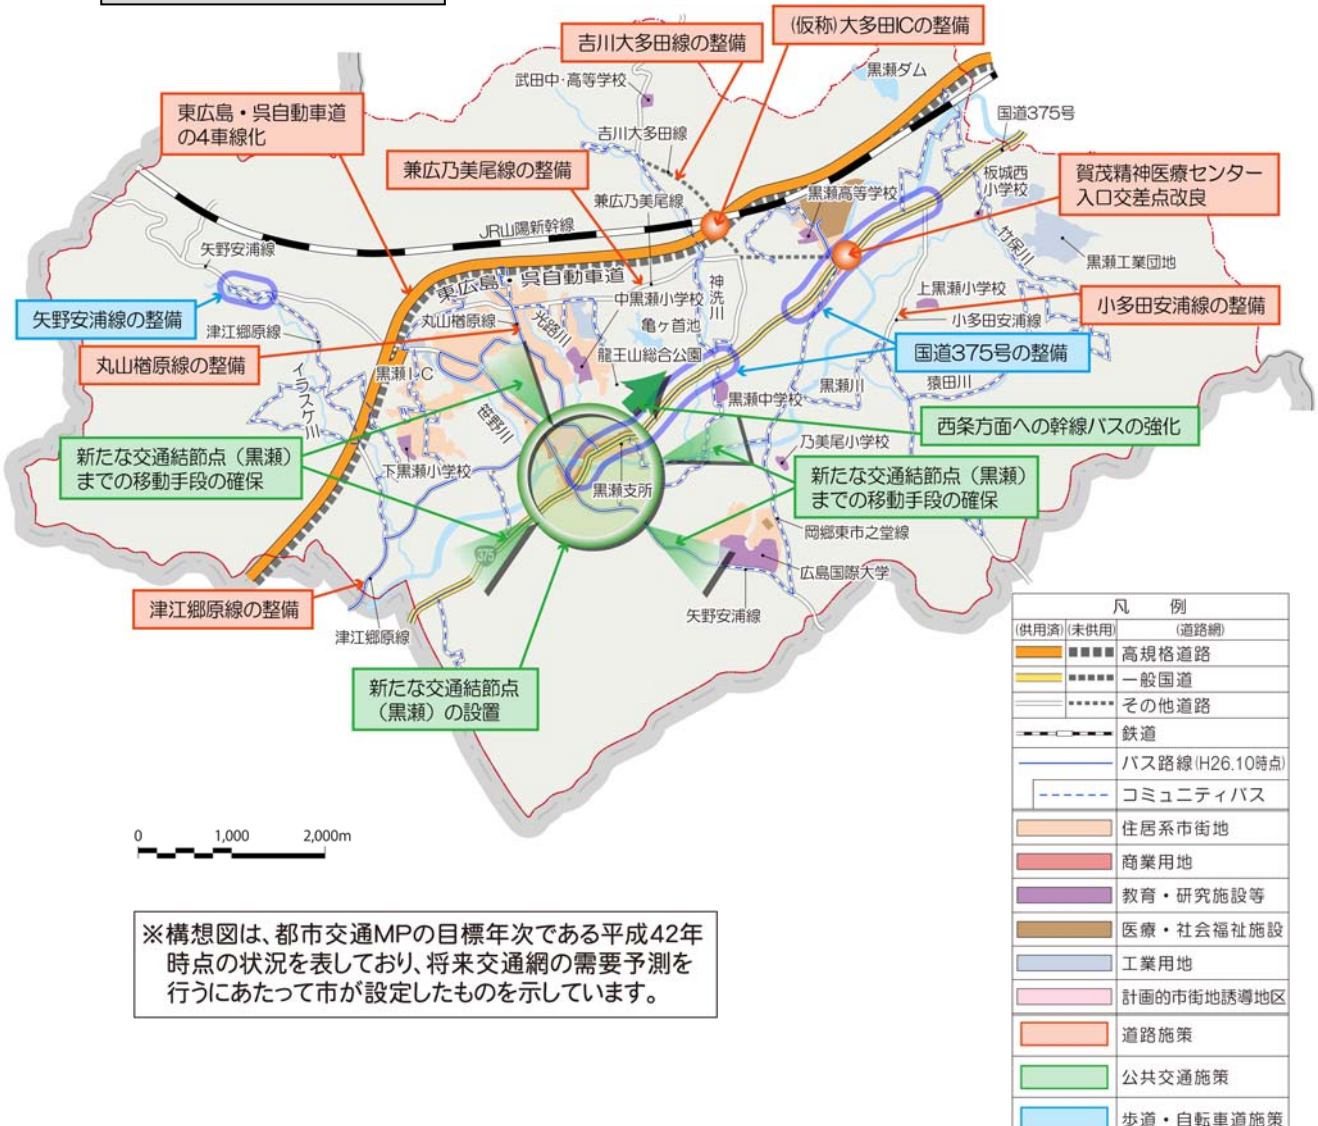 (仮称)大多田ICの整備
吉川大多田線の整備
武田中・高等学校
黒瀬ダム
東広島・呉自動車道
の4車線化
国道375号
吉川大多田線
兼広乃美尾線の整備
板城西
小学校
賀茂精神医療センター
入口交差点改良
黒瀬高等学校
兼広乃美尾線
JR山陽新幹線
竹保川
矢野安浦線
黒瀬工業団地
東広島・呉自動車道
神洗川
中黒瀬小学校
上黒瀬小学校
小多田安浦線の整備
矢野安浦線の整備
津江郷原線
丸山楢原線
光路川
亀ヶ首池
小多田安浦線
丸山楢原線の整備
龍王山総合公園
国道375号の整備
黒瀬IC
イラスケ川
黒瀬川
猿田川
黒瀬中学校
笹野川
西条方面への幹線バスの強化
新たな交通結節点(黒瀬)
までの移動手段の確保
乃美尾小学校
下黒瀬小学校
新たな交通結節点(黒瀬)
までの移動手段の確保
黒瀬支所
岡郷東市之堂線
375
広島国際大学
津江郷原線の整備
矢野安浦線
津江郷原線
新たな交通結節点
(黒瀬)の設置
凡 例
(供用済) (未供用) (道路網)
高規格道路
一般国道
その他道路
鉄道
バス路線(H26.10時点)
コミュニティバス
住居系市街地
商業用地
教育・研究施設等
医療・社会福祉施設
工業用地
計画的市街地誘導地区
道路施策
公共交通施策
歩道・自転車道施策
0 1,000 2,000m
※構想図は、都市交通MPの目標年次である平成42年
時点の状況を表しており、将来交通網の需要予測を
行うにあたって市が設定したものを示しています。